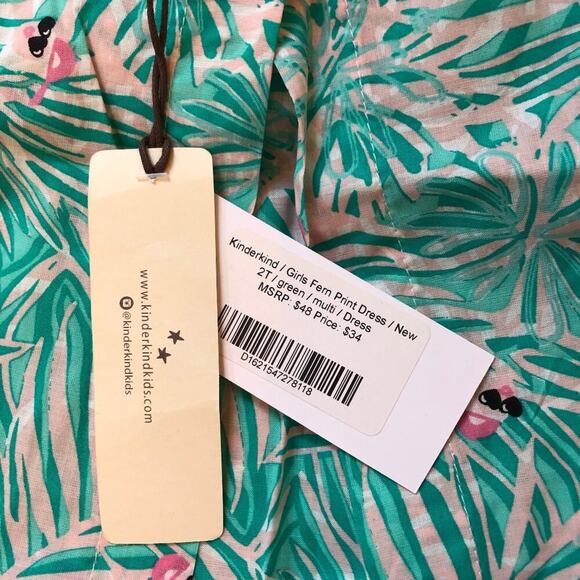 www.kinderkindkids.com
@kinderkindkids
Kinderkind / Girls Fern Print Dress / New
2T / green / multi / Dress
MSRP: $48 Price: $34
D1621547278118